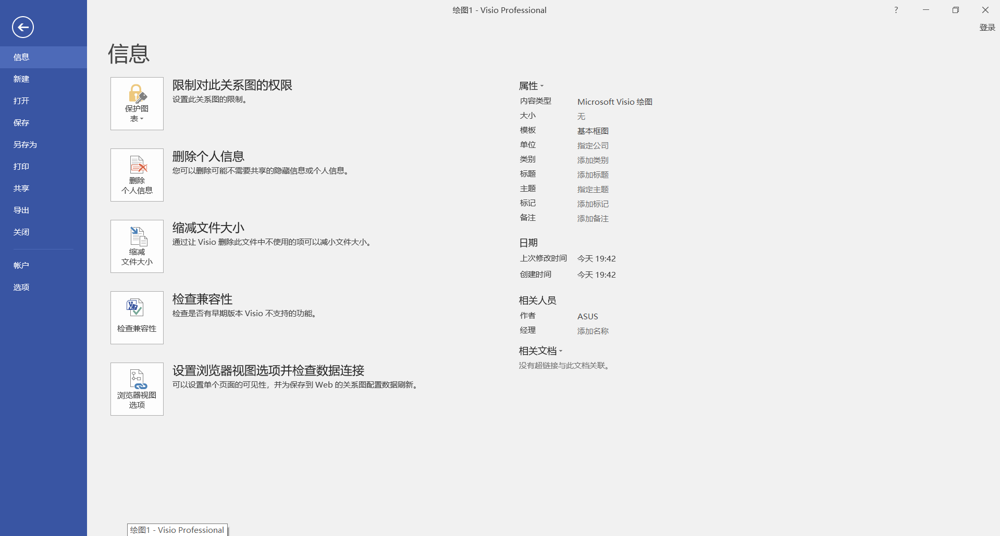 绘图1 - Visio Professional
?
登录
信息
新建
打开
保存
另存为
打印
共享
导出
关闭
帐户
选项
信息
保护图
表
限制对此关系图的权限
设置此关系图的限制。
删除
个人信息
删除个人信息
您可以删除可能不需要共享的隐藏信息或个人信息。
缩减
文件大小
缩减文件大小
通过让 Visio 删除此文件中不使用的项可以减小文件大小。
检查兼容性
检查兼容性
检查是否有早期版本 Visio 不支持的功能。
浏览器视图
选项
设置浏览器视图选项并检查数据连接
可以设置单个页面的可见性，并为保存到 Web 的关系图配置数据刷新。
属性
内容类型 Microsoft Visio 绘图
大小 无
模板 基本框图
单位 指定公司
类别 添加类别
标题 添加标题
主题 指定主题
标记 添加标记
备注 添加备注
日期
上次修改时间 今天 19:42
创建时间 今天 19:42
相关人员
作者 ASUS
经理 添加名称
相关文档
没有超链接与此文档关联。
绘图1 - Visio Professional